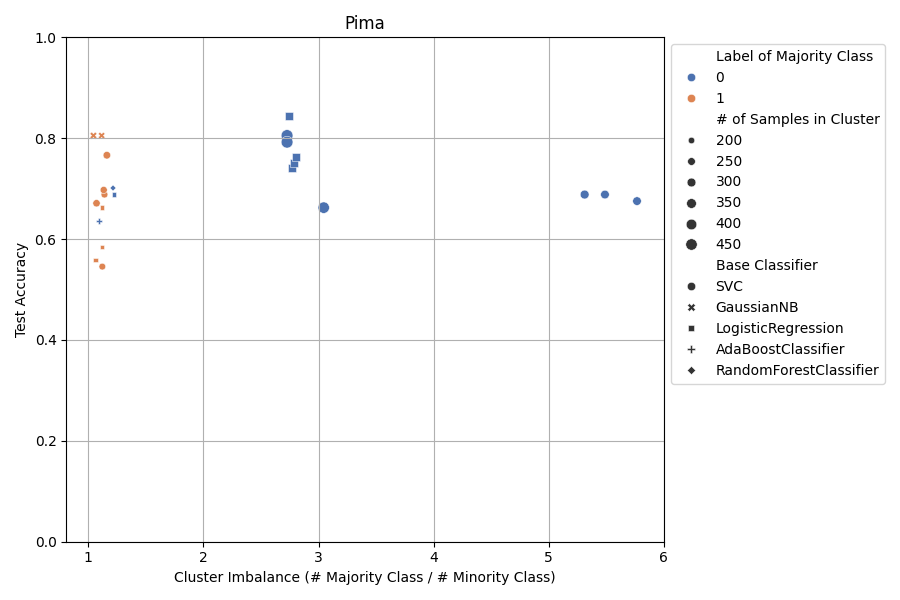 Pima
1.0
0.8
0.6
0.4
0.2
0.0
Test Accuracy
1
2
3
4
5
6
Cluster Imbalance (# Majority Class / # Minority Class)
Label of Majority Class
0
1
# of Samples in Cluster
200
250
300
350
400
450
Base Classifier
SVC
GaussianNB
LogisticRegression
AdaBoostClassifier
RandomForestClassifier